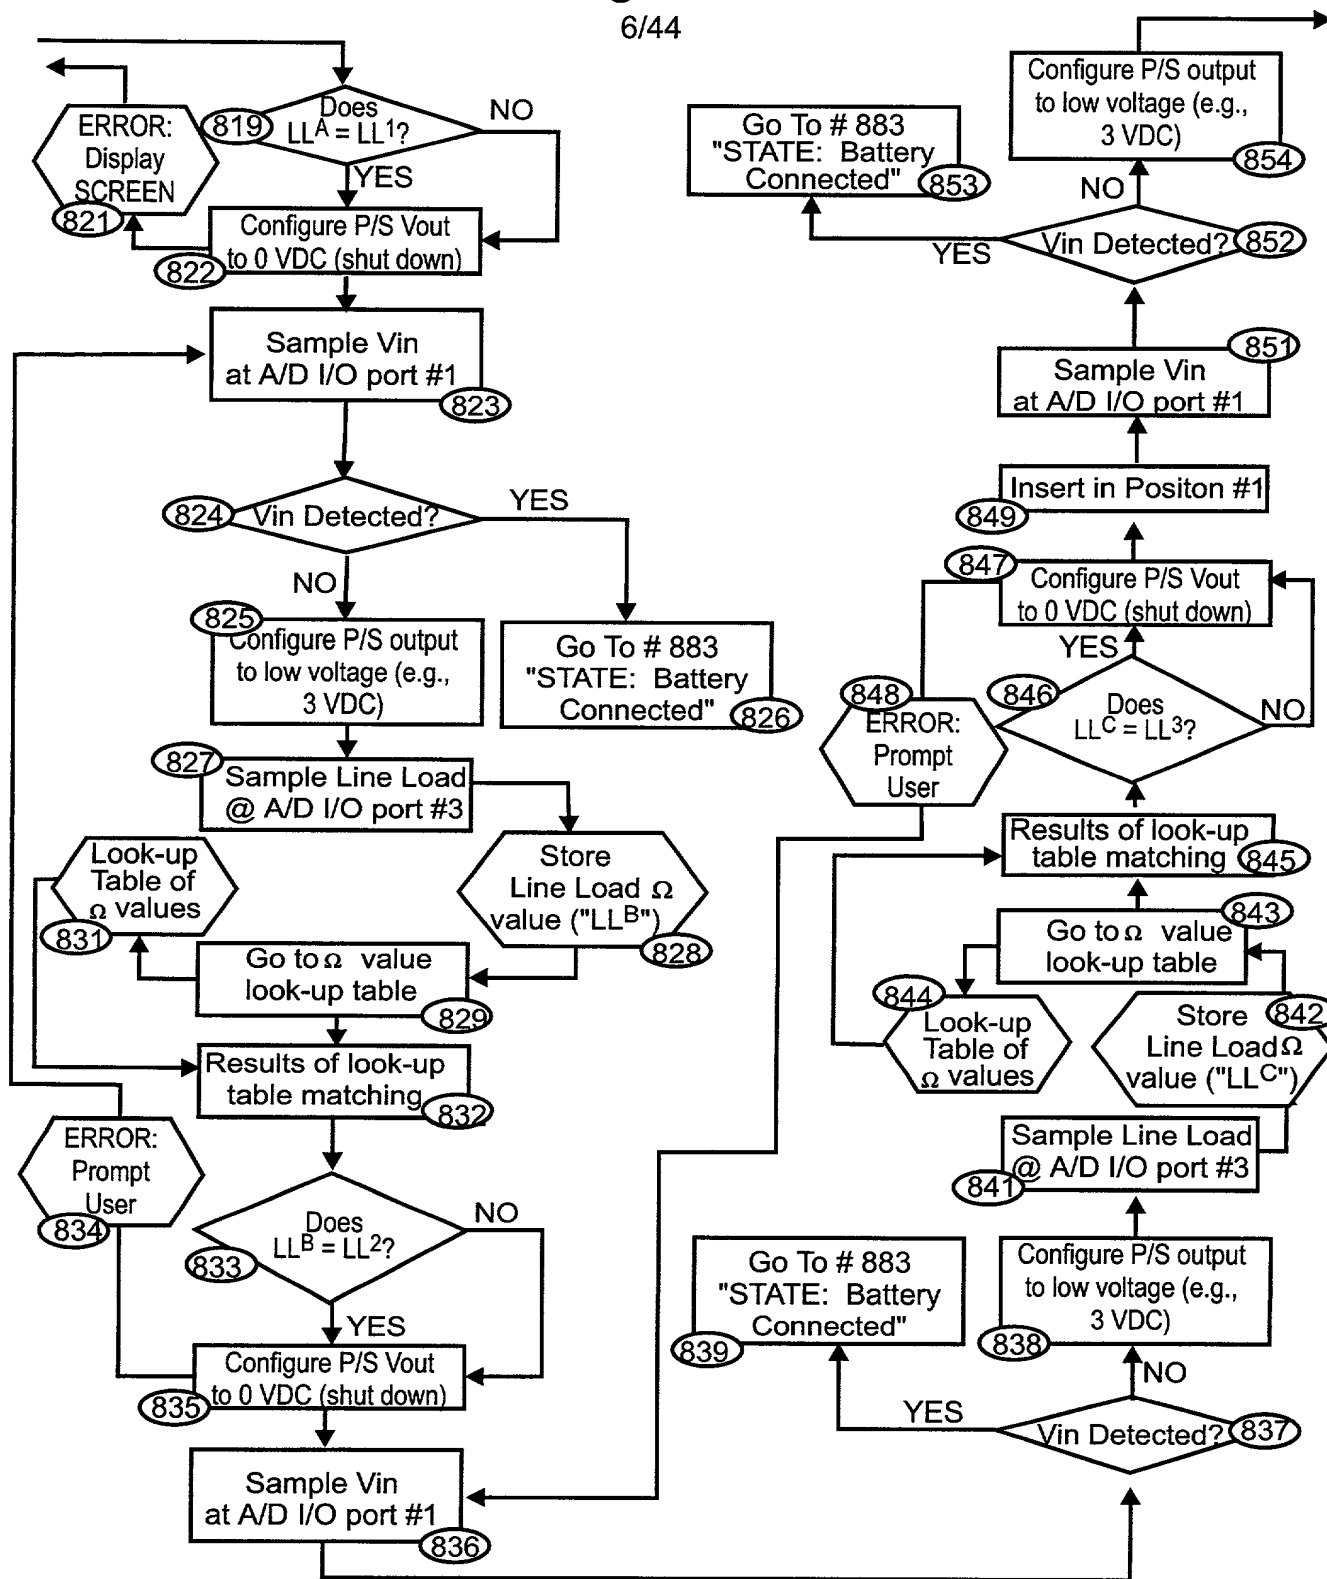 6/44
Does
LLA = LL1?
819
NO
YES
ERROR:
Display
SCREEN
821
Configure P/S Vout
to 0 VDC (shut down)
822
Sample Vin
at A/D I/O port #1
823
Vin Detected?
824
YES
NO
825
Configure P/S output
to low voltage (e.g.,
3 VDC)
Go To # 883
"STATE: Battery
Connected"
826
827
Sample Line Load
@ A/D I/O port #3
Store
Line Load Ω
value ("LLB")
828
Look-up
Table of
Ω values
831
Go to Ω value
look-up table
829
Results of look-up
table matching
832
ERROR:
Prompt
User
834
Does
LLB = LL2?
833
NO
YES
Configure P/S Vout
to 0 VDC (shut down)
835
Sample Vin
at A/D I/O port #1
836
Vin Detected?
837
YES
NO
Go To # 883
"STATE: Battery
Connected"
839
Configure P/S output
to low voltage (e.g.,
3 VDC)
838
Sample Line Load
@ A/D I/O port #3
841
Store
Line Load Ω
value ("LLC")
842
843
Go to Ω value
look-up table
844
Look-up
Table of
Ω values
Results of look-up
table matching
845
846
Does
LLC = LL3?
NO
YES
848
ERROR:
Prompt
User
847
Configure P/S Vout
to 0 VDC (shut down)
Insert in Positon #1
849
851
Sample Vin
at A/D I/O port #1
Vin Detected?
852
YES
NO
Go To # 883
"STATE: Battery
Connected"
853
Configure P/S output
to low voltage (e.g.,
3 VDC)
854